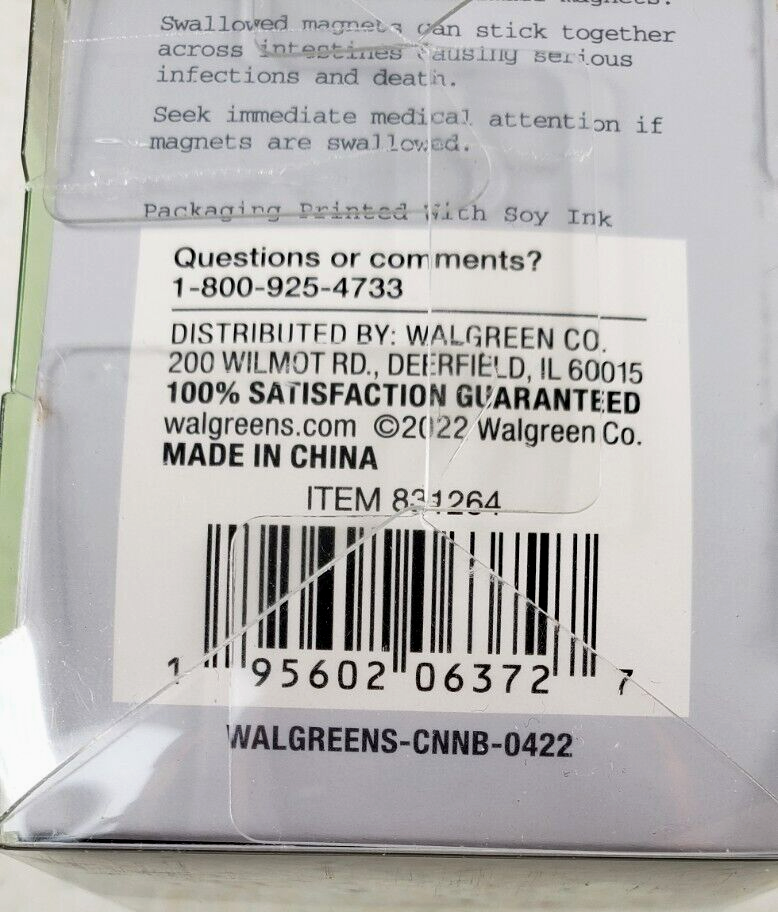 magnets.
Swallowed magnets can stick together
across intestines causing serious
infections and death.
Seek immediate medical attention if
magnets are swallowed.
Packaging Printed With Soy Ink
Questions or comments?
1-800-925-4733
DISTRIBUTED BY: WALGREEN CO.
200 WILMOT RD., DEERFIELD, IL 60015
100% SATISFACTION GUARANTEED
walgreens.com ©2022 Walgreen Co.
MADE IN CHINA
ITEM 831264
1 95602 06372 7
WALGREENS-CNNB-0422